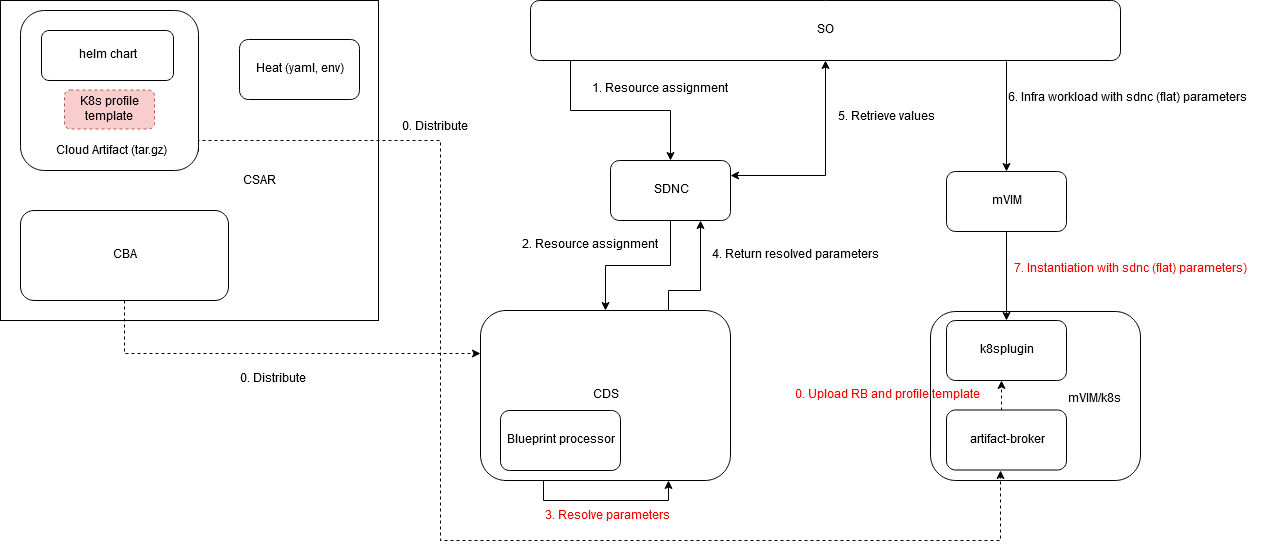 helm chart
K8s profile
template
Cloud Artifact (tar.gz)
Heat (yaml, env)
CSAR
CBA
0. Distribute
0. Distribute
SO
1. Resource assignment
5. Retrieve values
6. Infra workload with sdnc (flat) parameters
SDNC
mVIM
2. Resource assignment
4. Return resolved parameters
7. Instantiation with sdnc (flat) parameters)
CDS
Blueprint processor
3. Resolve parameters
k8splugin
0. Upload RB and profile template
mVIM/k8s
artifact-broker